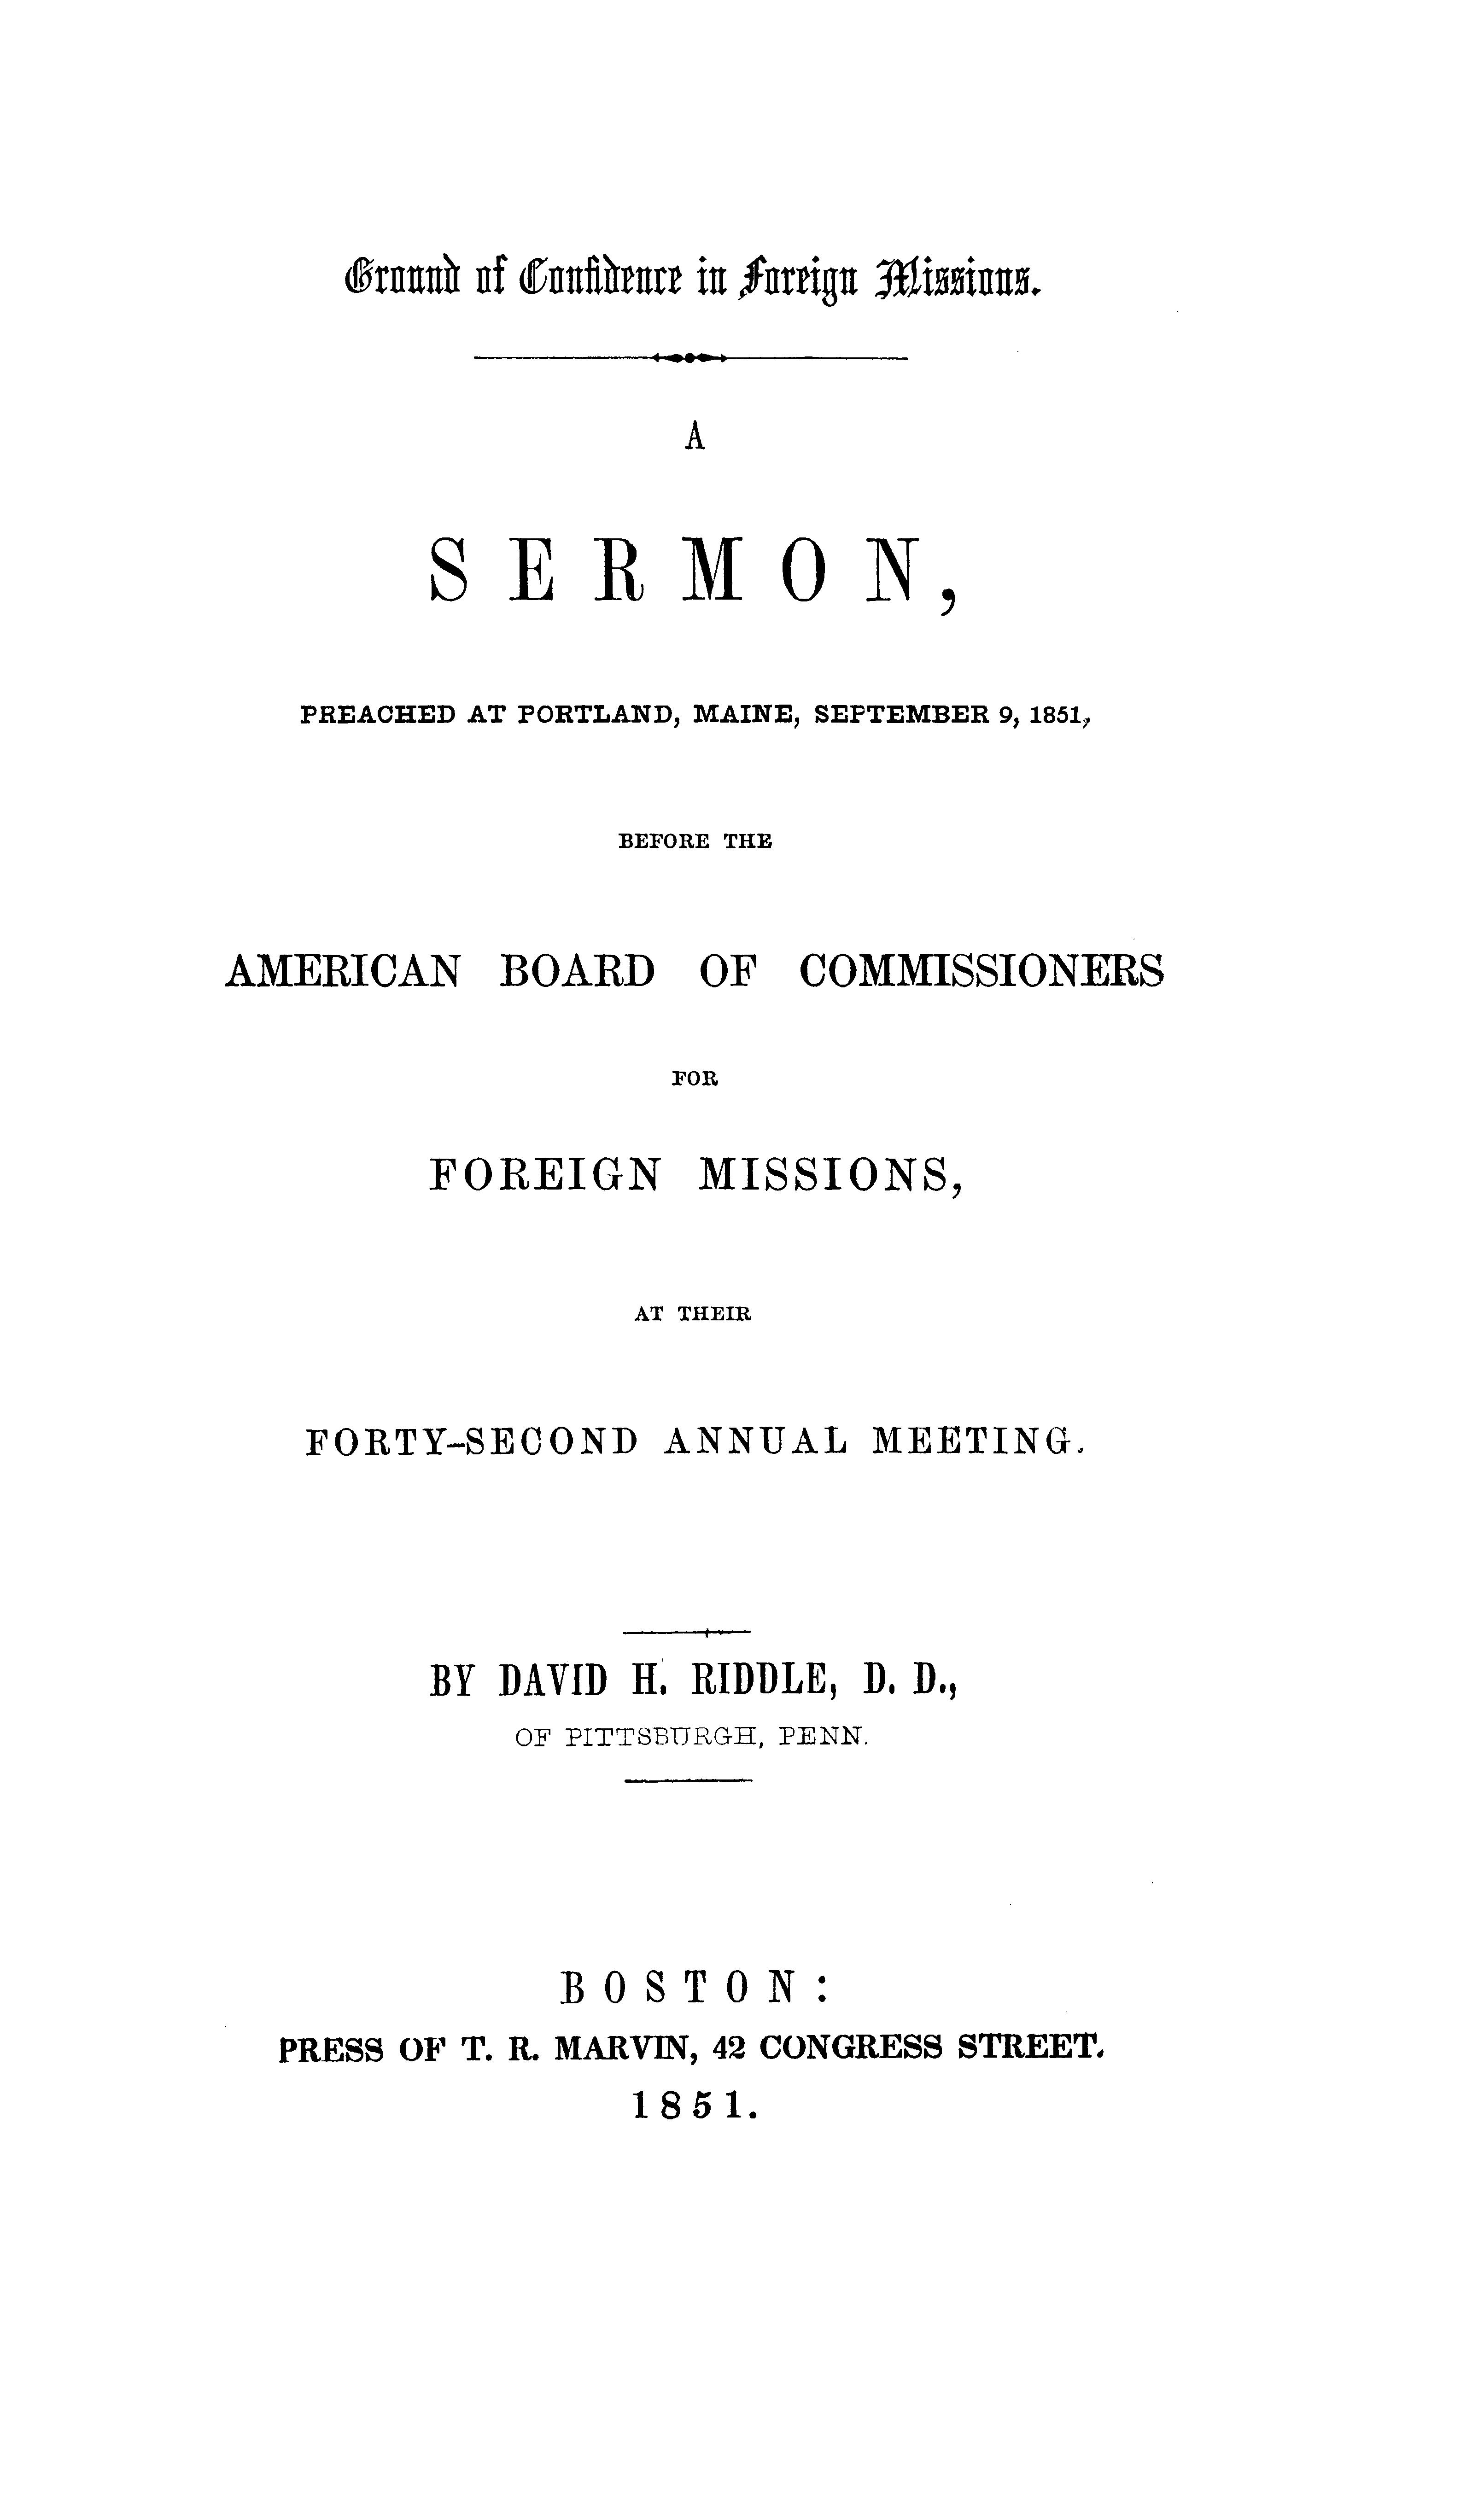 Ground of Confidence in Foreign Missions.
A
SERMON,
PREACHED AT PORTLAND, MAINE, SEPTEMBER 9, 1851,
BEFORE THE
AMERICAN BOARD OF COMMISSIONERS
FOR
FOREIGN MISSIONS,
AT THEIR
FORTY-SECOND ANNUAL MEETING.
BY DAVID H. RIDDLE, D. D.,
OF PITTSBURGH, PENN.
BOSTON:
PRESS OF T. R. MARVIN, 42 CONGRESS STREET.
1851.